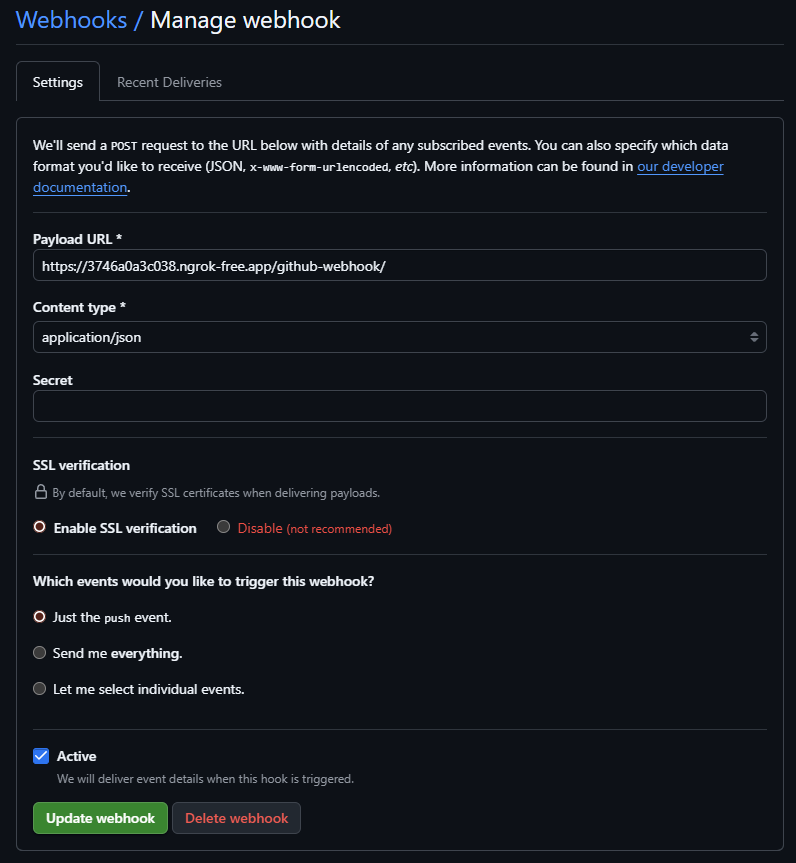 Webhooks / Manage webhook
Settings
Recent Deliveries
We'll send a POST request to the URL below with details of any subscribed events. You can also specify which data
format you'd like to receive (JSON, x-www-form-urlencoded, etc). More information can be found in our developer
documentation.
Payload URL *
https://3746a0a3c038.ngrok-free.app/github-webhook/
Content type *
application/json
Secret
SSL verification
By default, we verify SSL certificates when delivering payloads.
Enable SSL verification
Disable (not recommended)
Which events would you like to trigger this webhook?
Just the push event.
Send me everything.
Let me select individual events.
Active
We will deliver event details when this hook is triggered.
Update webhook
Delete webhook